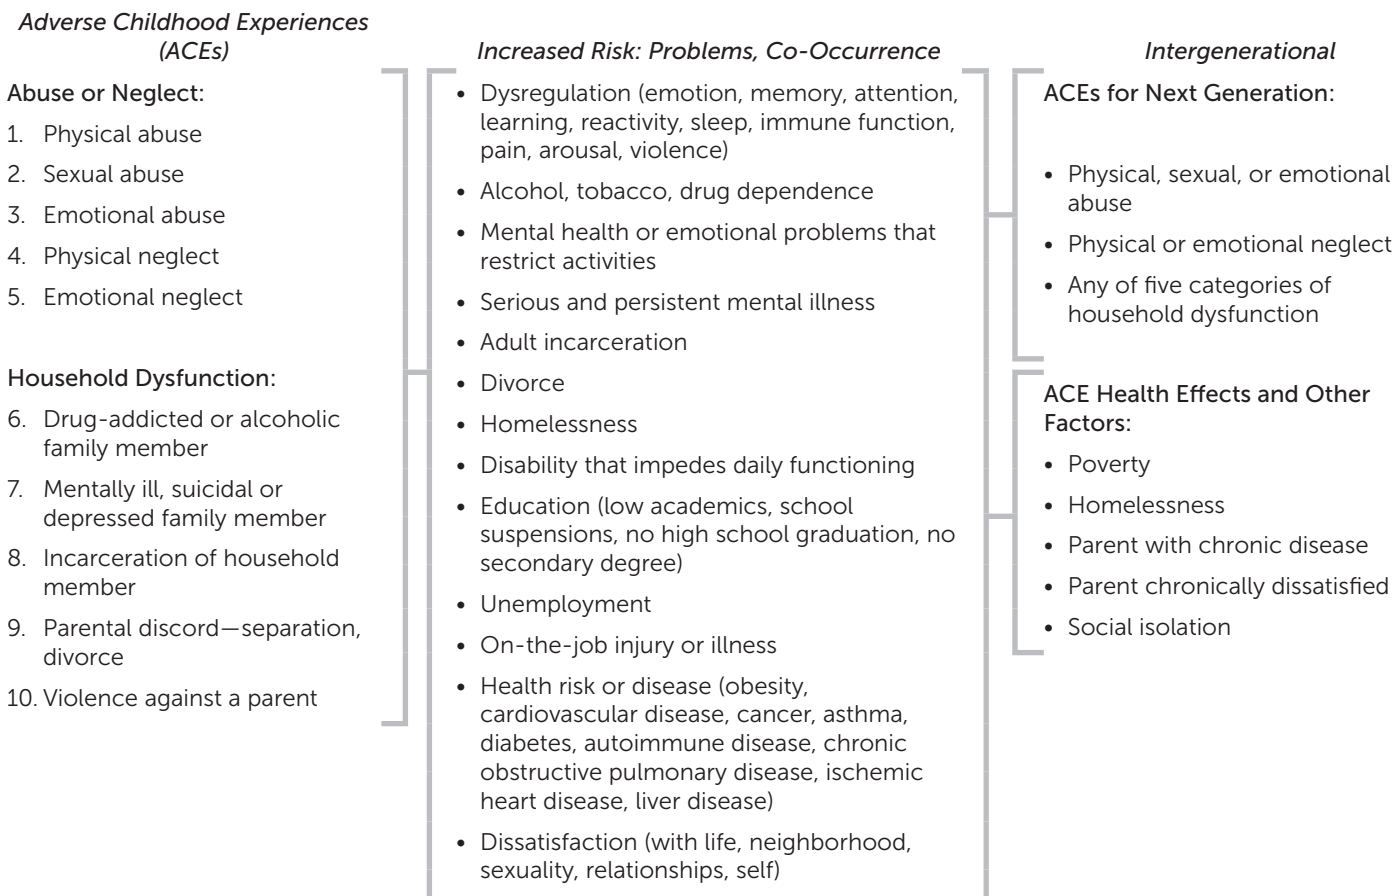 Adverse Childhood Experiences
(ACEs)
Abuse or Neglect:
1. Physical abuse
2. Sexual abuse
3. Emotional abuse
4. Physical neglect
5. Emotional neglect
Household Dysfunction:
6. Drug-addicted or alcoholic
family member
7. Mentally ill, suicidal or
depressed family member
8. Incarceration of household
member
9. Parental discord—separation,
divorce
10. Violence against a parent
Increased Risk: Problems, Co-Occurrence
• Dysregulation (emotion, memory, attention,
learning, reactivity, sleep, immune function,
pain, arousal, violence)
• Alcohol, tobacco, drug dependence
• Mental health or emotional problems that
restrict activities
• Serious and persistent mental illness
• Adult incarceration
• Divorce
• Homelessness
• Disability that impedes daily functioning
• Education (low academics, school
suspensions, no high school graduation, no
secondary degree)
• Unemployment
• On-the-job injury or illness
• Health risk or disease (obesity,
cardiovascular disease, cancer, asthma,
diabetes, autoimmune disease, chronic
obstructive pulmonary disease, ischemic
heart disease, liver disease)
• Dissatisfaction (with life, neighborhood,
sexuality, relationships, self)
Intergenerational
ACEs for Next Generation:
• Physical, sexual, or emotional
abuse
• Physical or emotional neglect
• Any of five categories of
household dysfunction
ACE Health Effects and Other
Factors:
• Poverty
• Homelessness
• Parent with chronic disease
• Parent chronically dissatisfied
• Social isolation